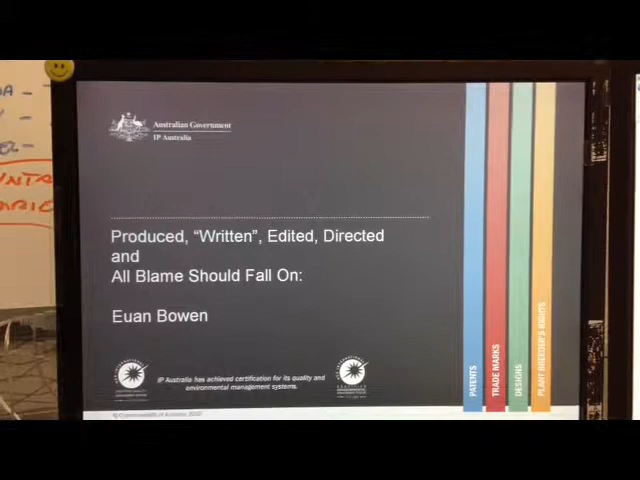 Australian Government
IP Australia
Produced, “Written”, Edited, Directed
and
All Blame Should Fall On:
Euan Bowen
IP Australia has achieved certification for its quality and
environmental management systems.
PATENTS
TRADE MARKS
DESIGNS
PLANT BREEDER'S RIGHTS